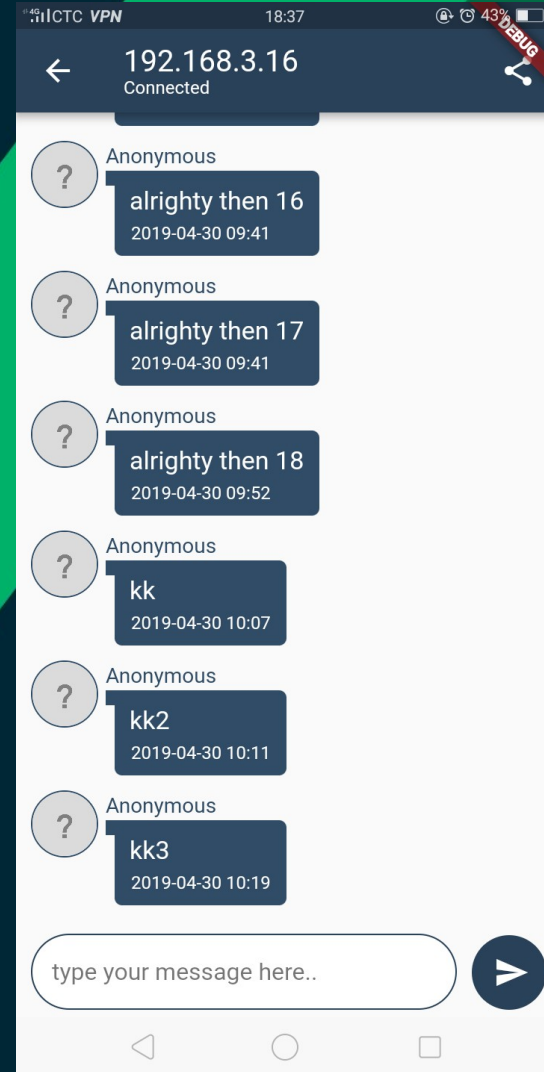 4G CTC VPN 18:37 43%
DEBUG
192.168.3.16
Connected
Anonymous
?
alrighty then 16
2019-04-30 09:41
Anonymous
?
alrighty then 17
2019-04-30 09:41
Anonymous
?
alrighty then 18
2019-04-30 09:52
Anonymous
?
kk
2019-04-30 10:07
Anonymous
?
kk2
2019-04-30 10:11
Anonymous
?
kk3
2019-04-30 10:19
type your message here..